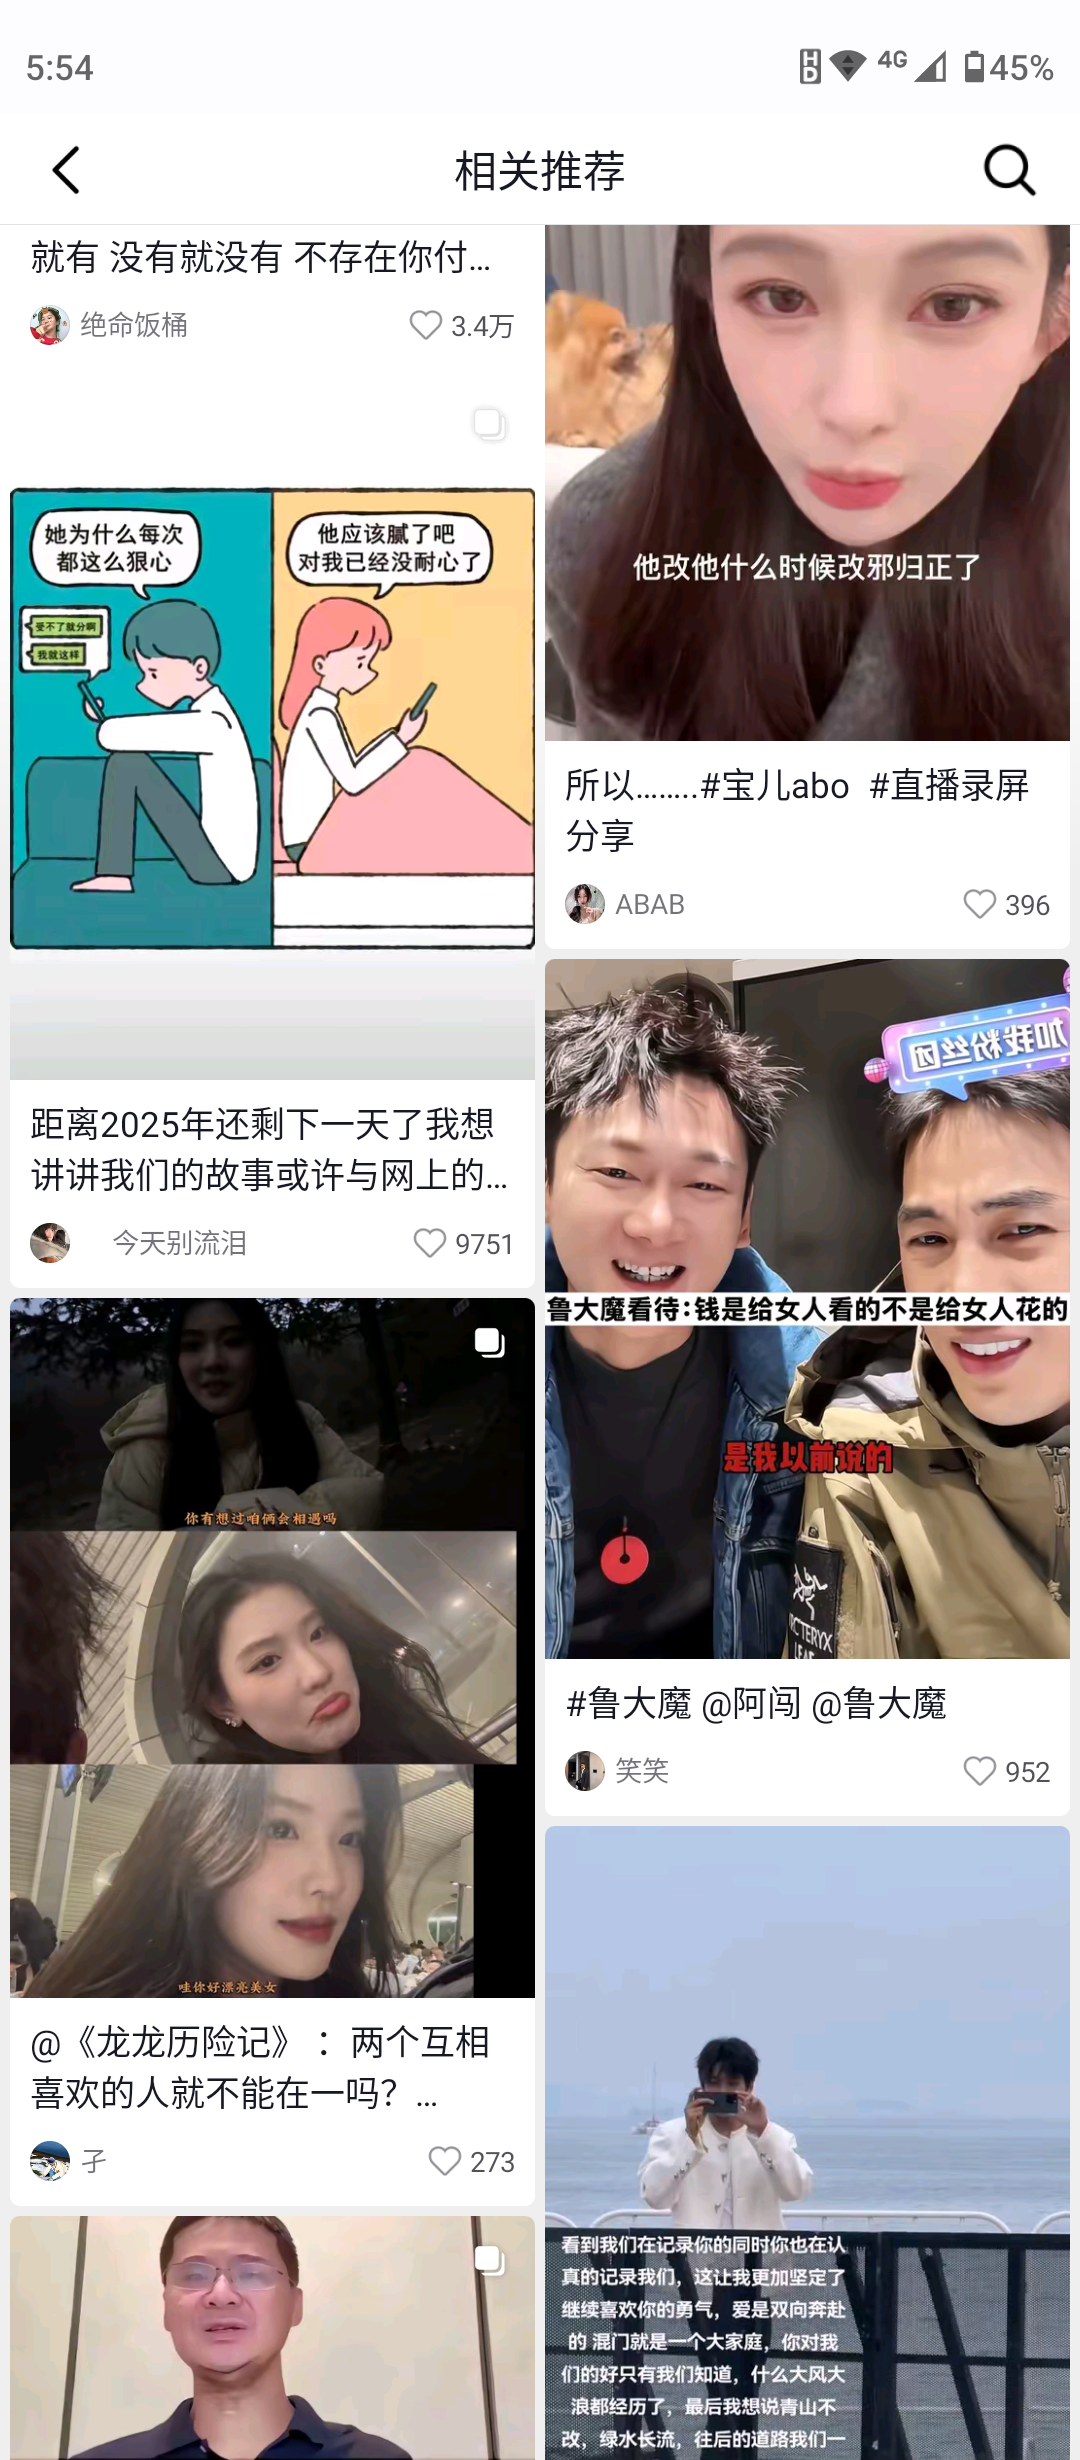 5:54
HD
4G
45%
相关推荐
就有 没有就没有 不存在你付...
绝命饭桶
3.4万
她为什么每次
都这么狠心
他应该腻了吧
对我已经没耐心了
受不了就分啊
我就这样
距离2025年还剩下一天了我想
讲讲我们的故事或许与网上的...
今天别流泪
9751
你有想过咱俩会相遇吗
哇你好漂亮美女
@《龙龙历险记》 ：两个互相
喜欢的人就不能在一吗？...
孑
273
他改他什么时候改邪归正了
所以........#宝儿abo #直播录屏
分享
ABAB
396
加我粉丝团
鲁大魔看待:钱是给女人看的不是给女人花的
是我以前说的
RCTERYX
LEAF
#鲁大魔 @阿闯 @鲁大魔
笑笑
952
看到我们在记录你的同时你也在认
真的记录我们，这让我更加坚定了
继续喜欢你的勇气，爱是双向奔赴
的 混门就是一个大家庭，你对我
们的好只有我们知道，什么大风大
浪都经历了，最后我想说青山不
改，绿水长流，往后的道路我们一